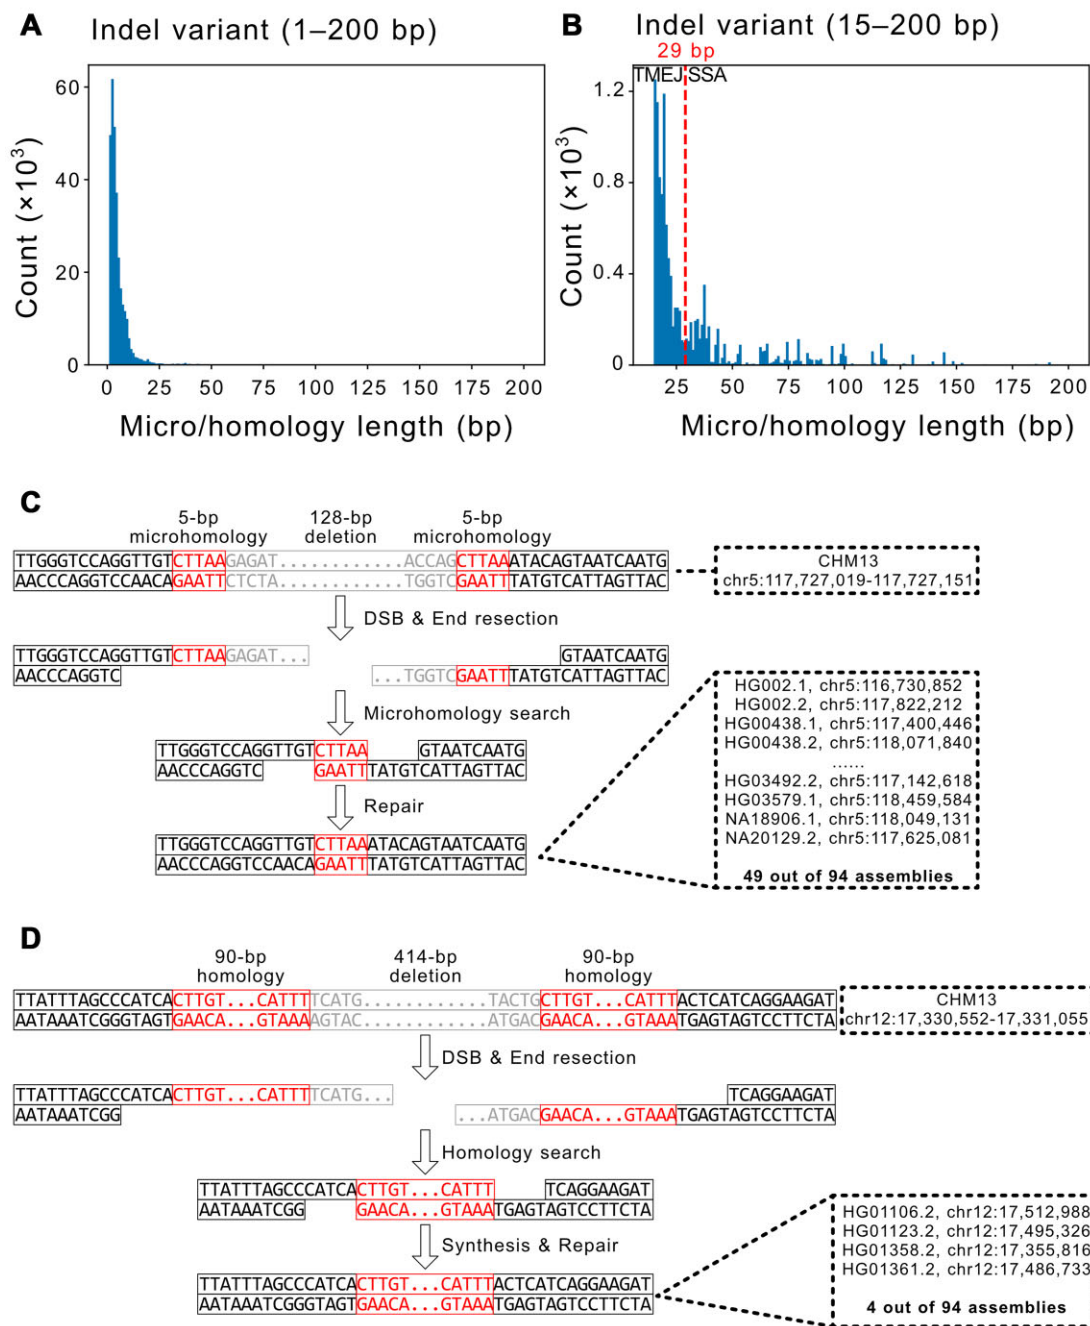 A Indel variant (1–200 bp)
60
40
20
0
Count (×10³)
0 25 50 75 100 125 150 175 200
Micro/homology length (bp)
B Indel variant (15–200 bp)
29 bp
TMEJ SSA
1.2
0.8
0.4
0
Count (×10³)
25 50 75 100 125 150 175 200
Micro/homology length (bp)
C
5-bp microhomology
128-bp deletion
5-bp microhomology
TTGGGTCCAGGTTGTCTTAAGAGAT............ACCAGCTTAAATACAGTAATCAATG
AACCCAGGTCCAACAGAATTCTCTA............TGGTCGAATTTATGTCATTAGTTAC
CHM13
chr5:117,727,019-117,727,151
DSB & End resection
TTGGGTCCAGGTTGTCTTAAGAGAT... GTAATCAATG
AACCCAGGTC ...TGGTCGAATTTATGTCATTAGTTAC
Microhomology search
TTGGGTCCAGGTTGTCTTAA GTAATCAATG
AACCCAGGTC GAATTTATGTCATTAGTTAC
Repair
TTGGGTCCAGGTTGTCTTAAATACAGTAATCAATG
AACCCAGGTCCAACAGAATTTATGTCATTAGTTAC
HG002.1, chr5:116,730,852
HG002.2, chr5:117,822,212
HG00438.1, chr5:117,400,446
HG00438.2, chr5:118,071,840
......
HG03492.2, chr5:117,142,618
HG03579.1, chr5:118,459,584
NA18906.1, chr5:118,049,131
NA20129.2, chr5:117,625,081
49 out of 94 assemblies
D
90-bp homology
414-bp deletion
90-bp homology
TTATTTAGCCCATCACTTGT...CATTTTCATG............TACTGCTTGT...CATTTACTCATCAGGAAGAT
AATAAATCGGGTAGTGAACA...GTAAAAGTAC............ATGACGAACA...GTAAATGAGTAGTCCTTCTA
CHM13
chr12:17,330,552-17,331,055
DSB & End resection
TTATTTAGCCCATCACTTGT...CATTTTCATG... TCAGGAAGAT
AATAAATCGG ...ATGACGAACA...GTAAATGAGTAGTCCTTCTA
Homology search
TTATTTAGCCCATCACTTGT...CATTT TCAGGAAGAT
AATAAATCGG GAACA...GTAAATGAGTAGTCCTTCTA
Synthesis & Repair
TTATTTAGCCCATCACTTGT...CATTTACTCATCAGGAAGAT
AATAAATCGGGTAGTGAACA...GTAAATGAGTAGTCCTTCTA
HG01106.2, chr12:17,512,988
HG01123.2, chr12:17,495,326
HG01358.2, chr12:17,355,816
HG01361.2, chr12:17,486,733
4 out of 94 assemblies